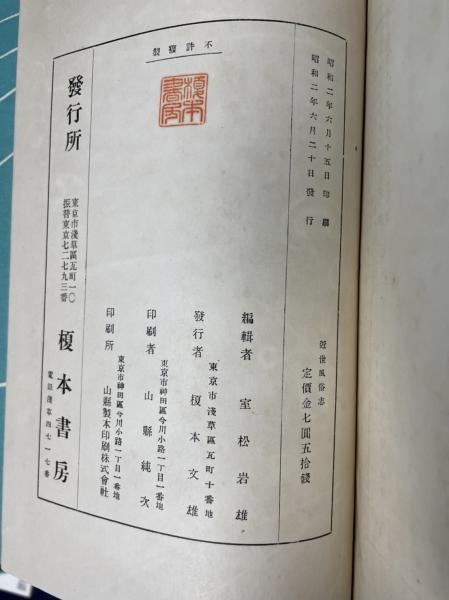 昭和二年六月十五日印刷
昭和二年六月二十日發行
近世風俗志
定價金七圓五拾錢
不許複製
榎本書房
編輯者 室松岩雄
東京市淺草區瓦町十番地
發行者 榎本文雄
東京市神田區今川小路一丁目一番地
印刷者 山縣純次
東京市神田區今川小路一丁目一番地
印刷所 山縣製本印刷株式會社
發行所
東京市淺草區瓦町一〇
振替東京七二七九三番
榎本書房
電話淺草四七一七番